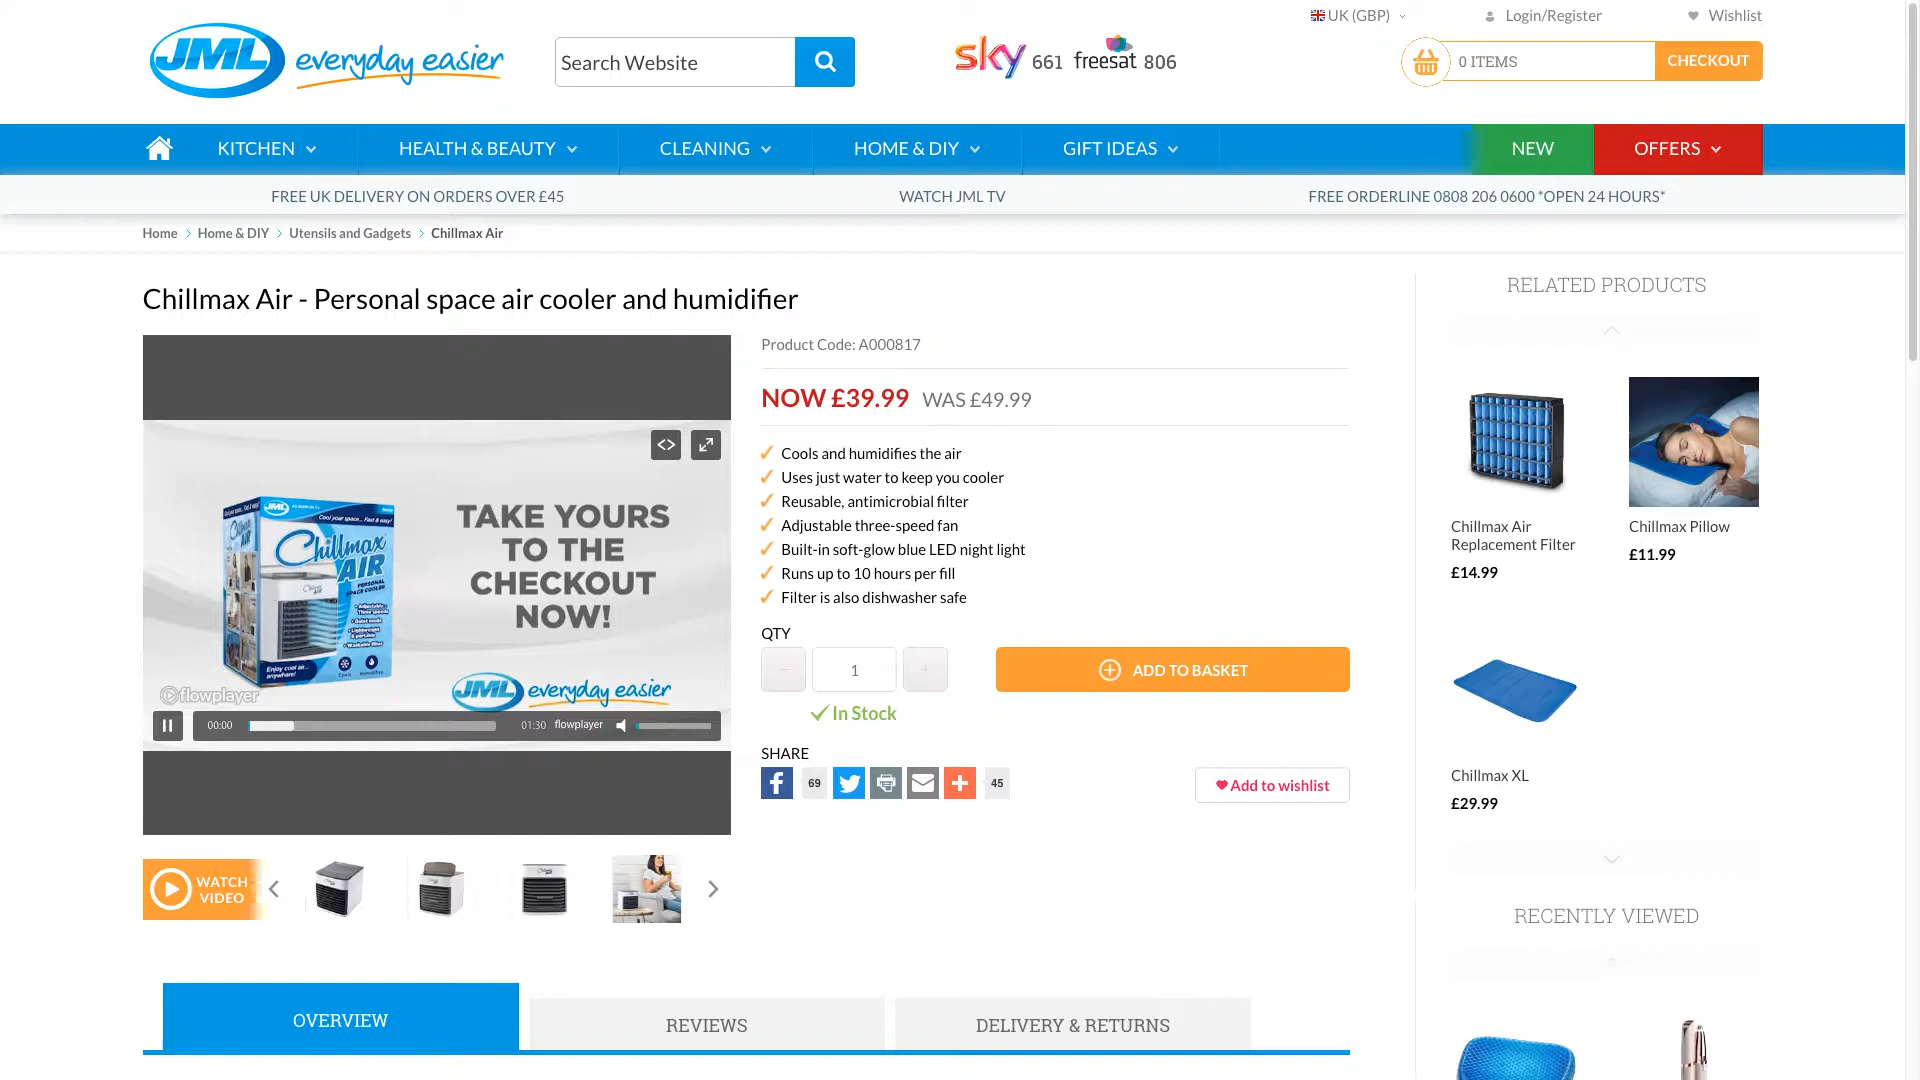 UK (GBP)
Login/Register
Wishlist
JML everyday easier
Search Website
sky 661 freesat 806
0 ITEMS
CHECKOUT
KITCHEN
HEALTH & BEAUTY
CLEANING
HOME & DIY
GIFT IDEAS
NEW
OFFERS
FREE UK DELIVERY ON ORDERS OVER £45
WATCH JML TV
FREE ORDERLINE 0808 206 0600 *OPEN 24 HOURS*
Home > Home & DIY > Utensils and Gadgets > Chillmax Air
Chillmax Air - Personal space air cooler and humidifier
JML
Cool your space... Fast & easy!
Chillmax
AIR
PERSONAL
SPACE COOLER
Enjoy cool air...
anywhere!
TAKE YOURS
TO THE
CHECKOUT
NOW!
JML everyday easier
flowplayer
00:00
01:30
flowplayer
WATCH
VIDEO
Product Code: A000817
NOW £39.99 WAS £49.99
Cools and humidifies the air
Uses just water to keep you cooler
Reusable, antimicrobial filter
Adjustable three-speed fan
Built-in soft-glow blue LED night light
Runs up to 10 hours per fill
Filter is also dishwasher safe
QTY
1
ADD TO BASKET
In Stock
SHARE
69
45
Add to wishlist
RELATED PRODUCTS
Chillmax Air
Replacement Filter
£14.99
Chillmax Pillow
£11.99
Chillmax XL
£29.99
RECENTLY VIEWED
OVERVIEW
REVIEWS
DELIVERY & RETURNS